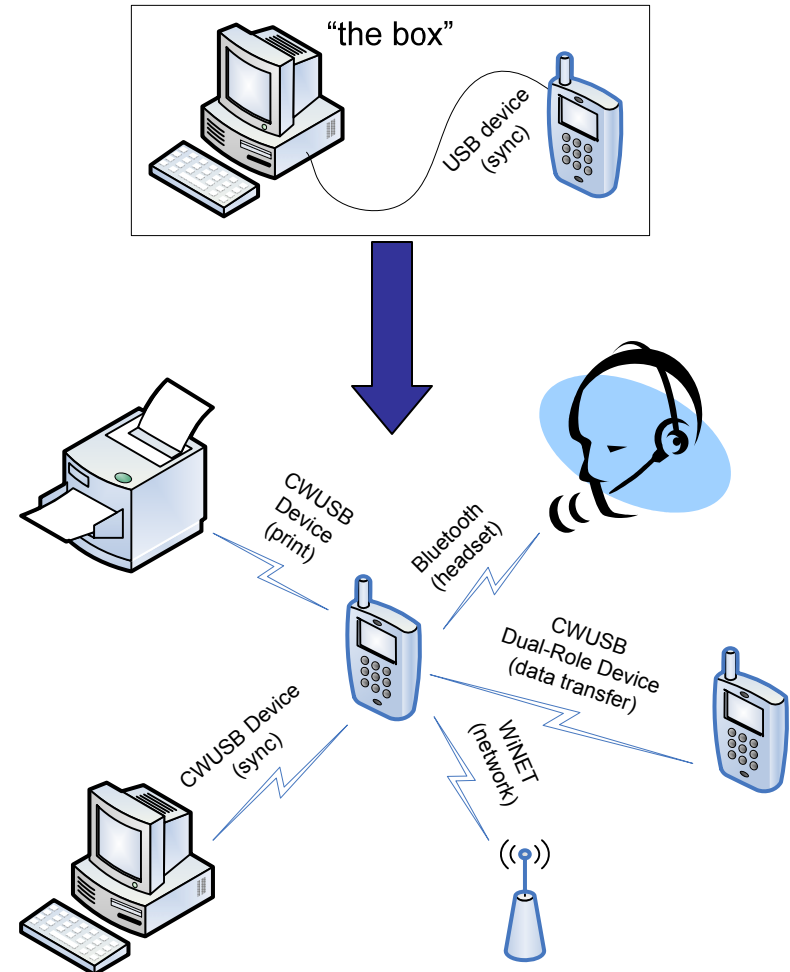 “the box”
USB device
(sync)
CWUSB
Device
(print)
Bluetooth
(headset)
CWUSB
Dual-Role Device
(data transfer)
CWUSB Device
(sync)
WiNET
(network)